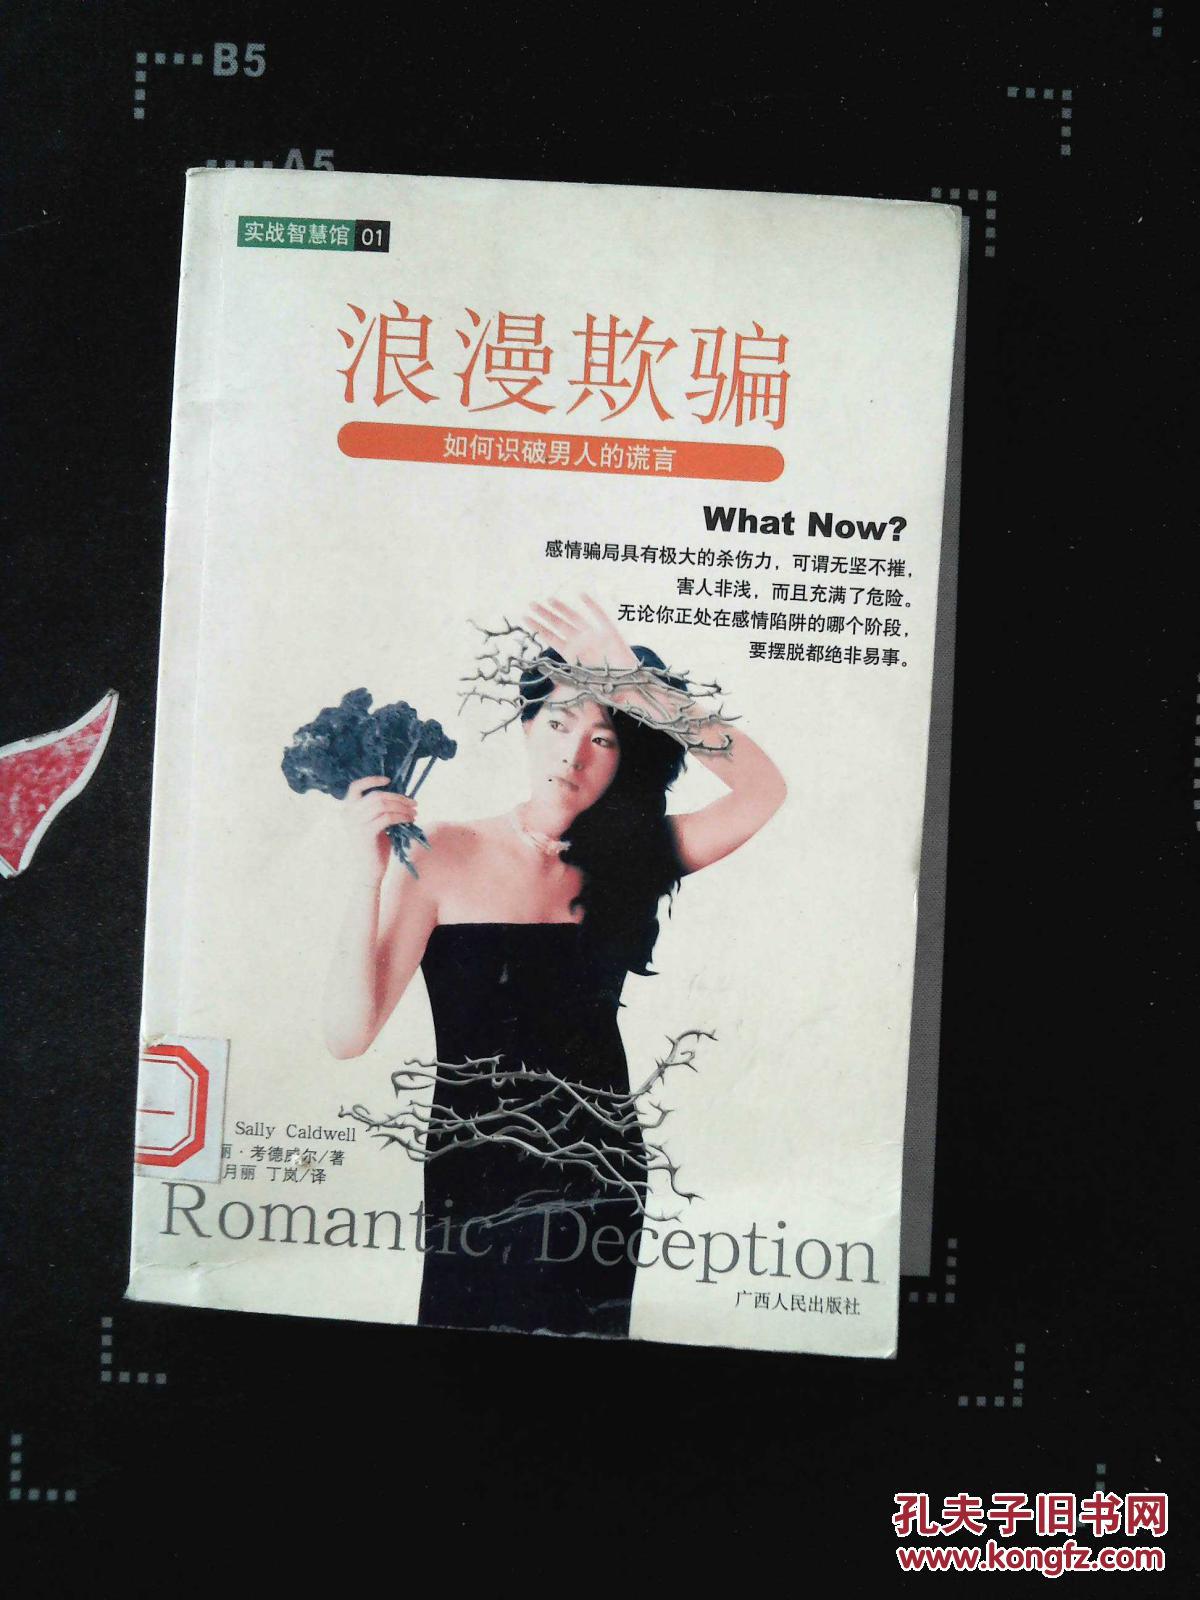 B5
A5
实战智慧馆 01
浪漫欺骗
如何识破男人的谎言
What Now?
感情骗局具有极大的杀伤力，可谓无坚不摧，
害人非浅，而且充满了危险。
无论你正处在感情陷阱的哪个阶段，
要摆脱都绝非易事。
一
Sally Caldwell
丽·考德威尔/著
月丽 丁岚/译
Romantic Deception
广西人民出版社
孔夫子旧书网
www.kongfz.com